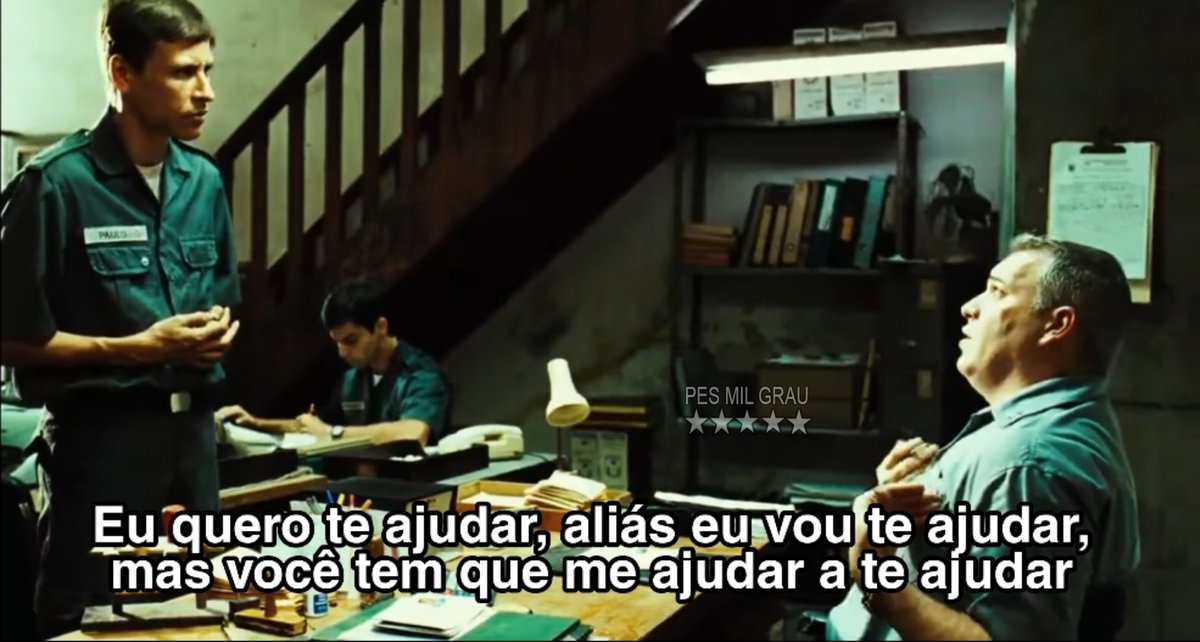 PAULO
PES MIL GRAU
Eu quero te ajudar, aliás eu vou te ajudar,
mas você tem que me ajudar a te ajudar